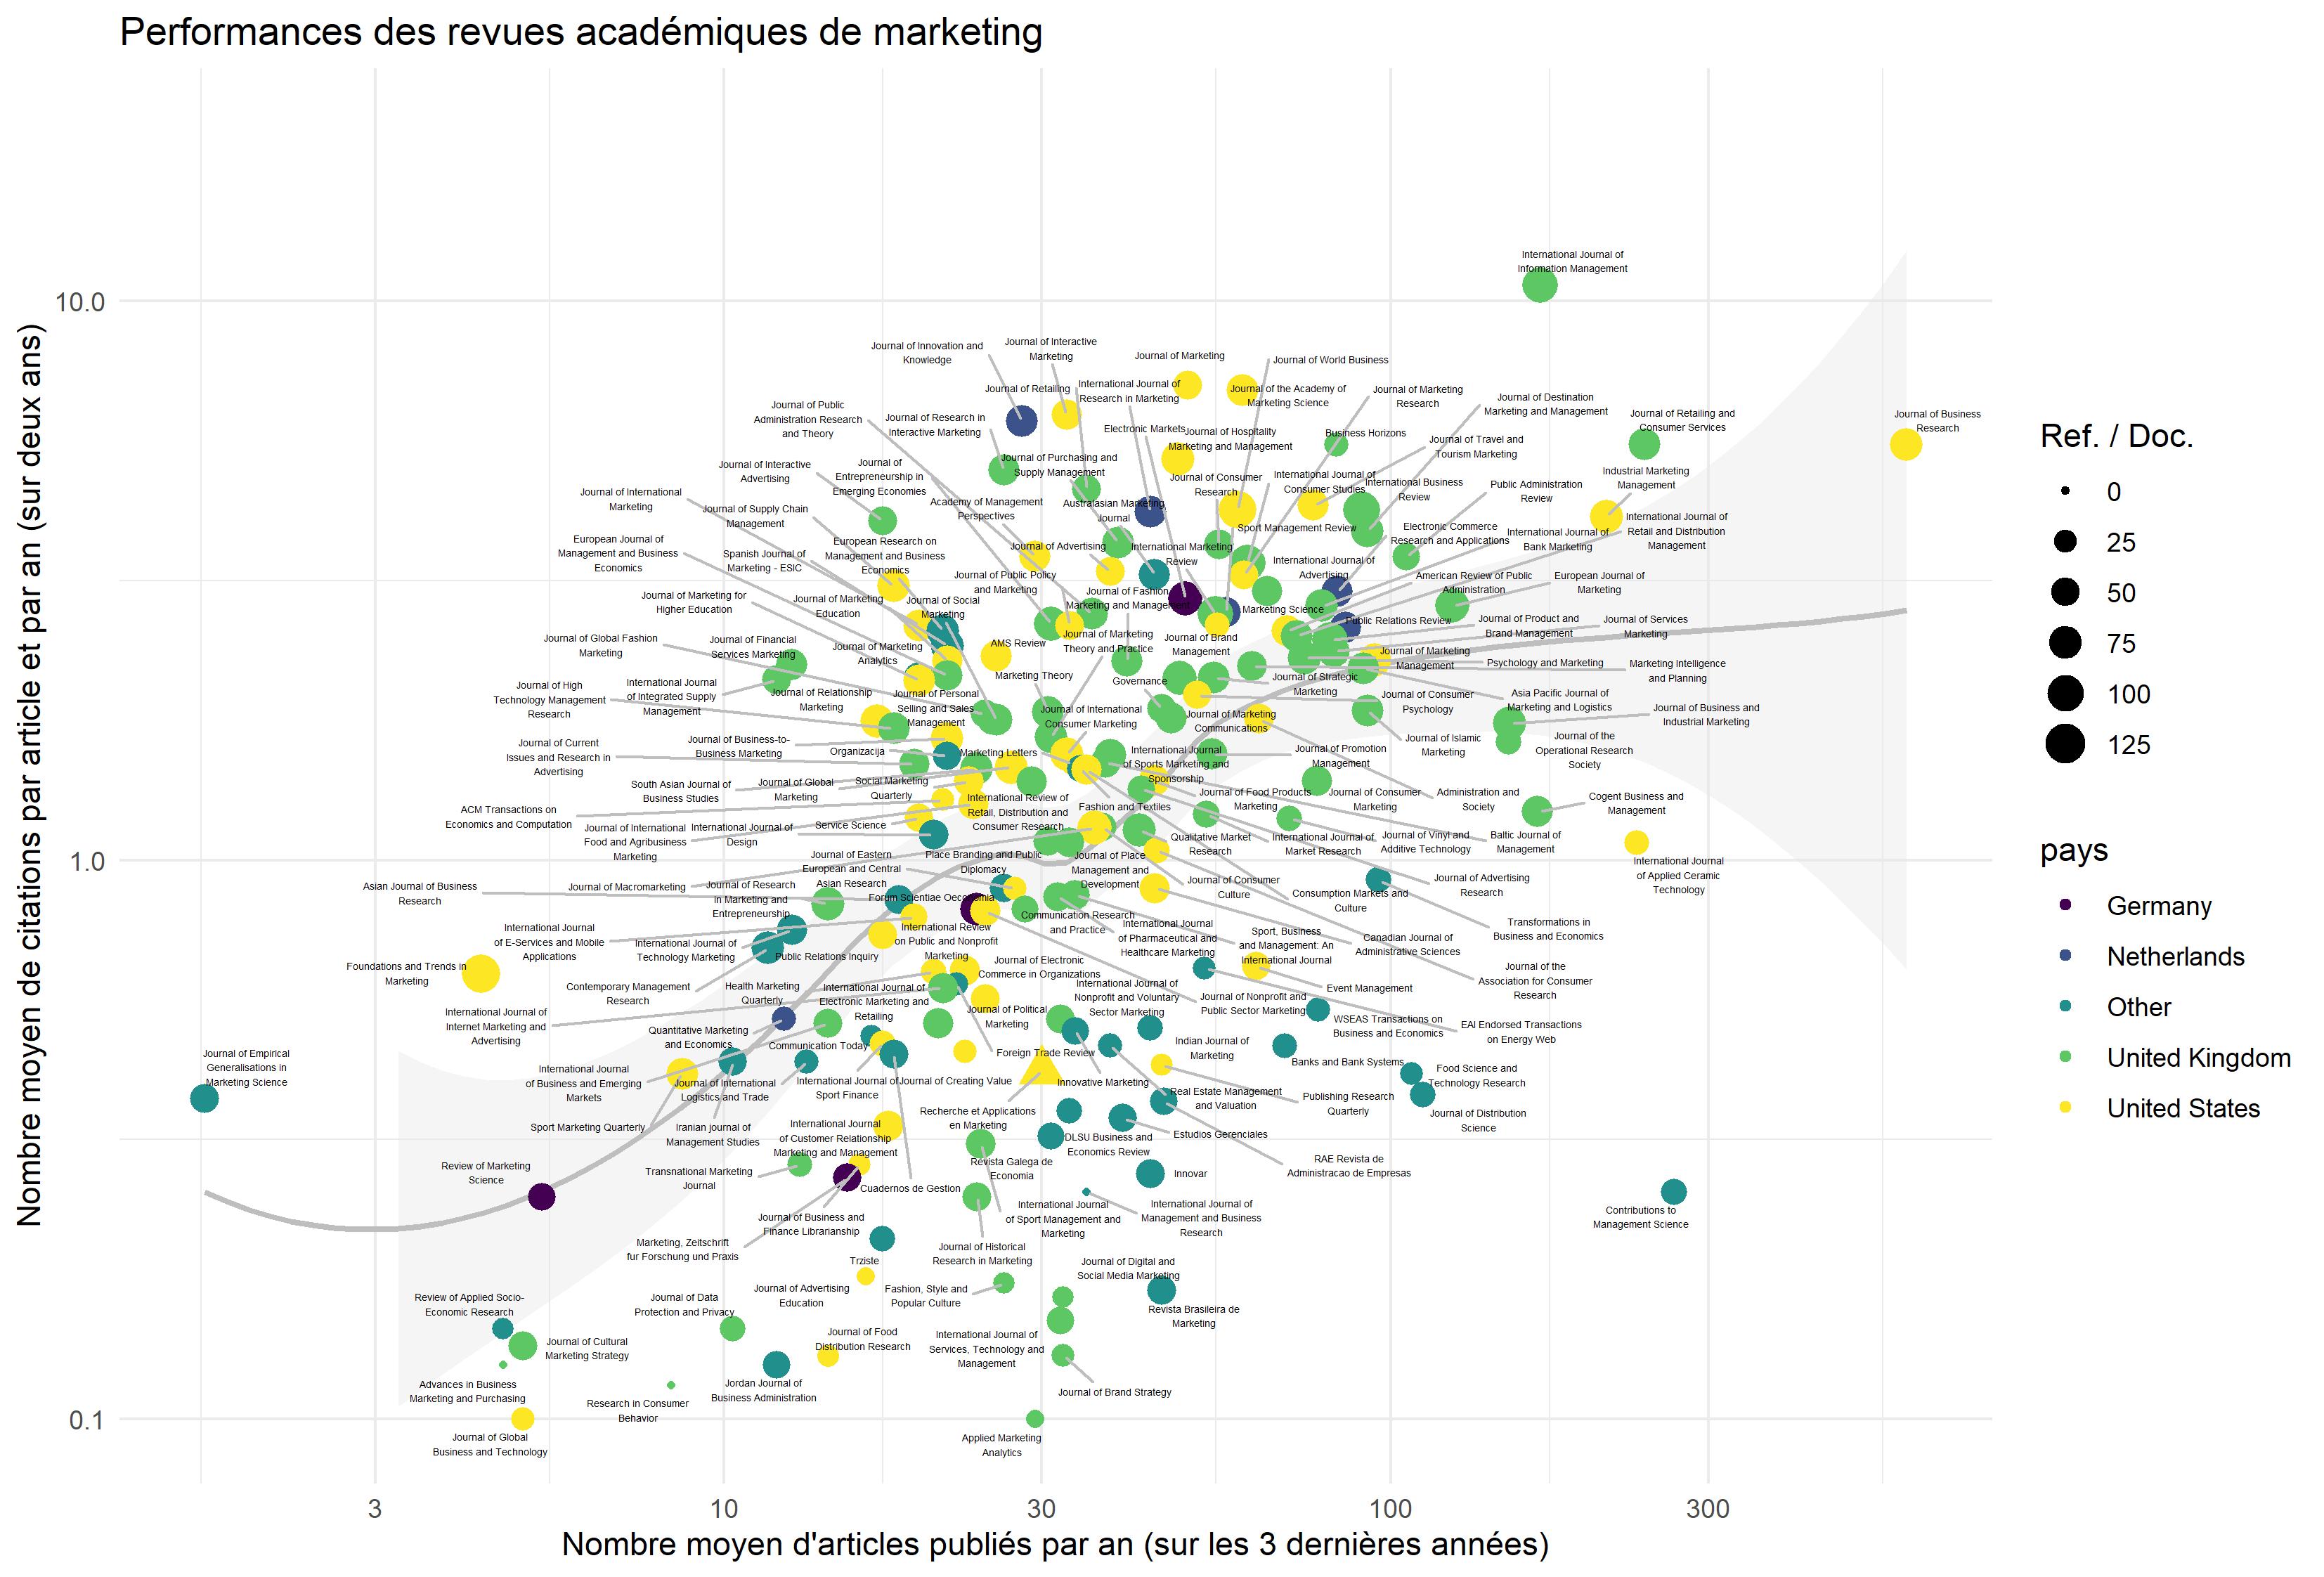 Performances des revues académiques de marketing
Nombre moyen de citations par article et par an (sur deux ans)
10.0
1.0
0.1
International Journal of
Information Management
Journal of Innovation and
Knowledge
Journal of Interactive
Marketing
Journal of Marketing
Journal of World Business
Journal of Retailing
International Journal of
Research in Marketing
Journal of the Academy of
Marketing Science
Journal of Marketing
Research
Journal of Destination
Marketing and Management
Journal of Retailing and
Consumer Services
Journal of Business
Research
Journal of Public
Administration Research
and Theory
Journal of Research in
Interactive Marketing
Electronic Markets
Journal of Hospitality
Marketing and Management
Business Horizons
Journal of Travel and
Tourism Marketing
Journal of Interactive
Advertising
Journal of
Entrepreneurship in
Emerging Economies
Journal of Purchasing and
Supply Management
Journal of Consumer
Research
International Journal of
Consumer Studies
International Business
Review
Public Administration
Review
Industrial Marketing
Management
Journal of International
Marketing
Journal of Supply Chain
Management
Academy of Management
Perspectives
Australasian Marketing
Journal
Sport Management Review
Electronic Commerce
Research and Applications
International Journal of
Bank Marketing
International Journal of
Retail and Distribution
Management
European Journal of
Management and Business
Economics
Spanish Journal of
Marketing - ESIC
European Research on
Management and Business
Economics
Journal of Advertising
International Marketing
Review
International Journal of
Advertising
American Review of Public
Administration
European Journal of
Marketing
Journal of Marketing for
Higher Education
Journal of Marketing
Education
Journal of Social
Marketing
Journal of Public Policy
and Marketing
Journal of Fashion
Marketing and Management
Marketing Science
Public Relations Review
Journal of Product and
Brand Management
Journal of Services
Marketing
Journal of Global Fashion
Marketing
Journal of Financial
Services Marketing
Journal of Marketing
Analytics
AMS Review
Journal of Marketing
Theory and Practice
Journal of Brand
Management
Journal of Marketing
Management
Psychology and Marketing
Marketing Intelligence
and Planning
Journal of High
Technology Management
Research
International Journal
of Integrated Supply
Management
Journal of Relationship
Marketing
Journal of Personal
Selling and Sales
Management
Marketing Theory
Governance
Journal of Strategic
Marketing
Journal of Consumer
Psychology
Asia Pacific Journal of
Marketing and Logistics
Journal of Business and
Industrial Marketing
Journal of Current
Issues and Research in
Advertising
Journal of Business-to-
Business Marketing
Organizacija
Journal of International
Consumer Marketing
Journal of Marketing
Communications
Journal of Islamic
Marketing
Journal of the
Operational Research
Society
Marketing Letters
International Journal
of Sports Marketing and
Sponsorship
Journal of Promotion
Management
South Asian Journal of
Business Studies
Journal of Global
Marketing
Social Marketing
Quarterly
International Review of
Retail, Distribution and
Consumer Research
Fashion and Textiles
Journal of Food Products
Marketing
Journal of Consumer
Marketing
Administration and
Society
Cogent Business and
Management
ACM Transactions on
Economics and Computation
Journal of International
Food and Agribusiness
Marketing
International Journal of
Design
Service Science
Qualitative Market
Research
International Journal of
Market Research
Journal of Vinyl and
Additive Technology
Baltic Journal of
Management
International Journal
of Applied Ceramic
Technology
Asian Journal of Business
Research
Journal of Macromarketing
Journal of Eastern
European and Central
Asian Research
Place Branding and Public
Diplomacy
Journal of Place
Management and
Development
Journal of Consumer
Culture
Consumption Markets and
Culture
Journal of Advertising
Research
Journal of Research
in Marketing and
Entrepreneurship
Forum Scientiae Oeconomia
Communication Research
and Practice
Transformations in
Business and Economics
International Journal
of E-Services and Mobile
Applications
International Journal of
Technology Marketing
International Review
on Public and Nonprofit
Marketing
International Journal
of Pharmaceutical and
Healthcare Marketing
Sport, Business
and Management: An
International Journal
Canadian Journal of
Administrative Sciences
Foundations and Trends in
Marketing
Public Relations Inquiry
Journal of Electronic
Commerce in Organizations
Journal of the
Association for Consumer
Research
Contemporary Management
Research
Health Marketing
Quarterly
International Journal of
Electronic Marketing and
Retailing
International Journal of
Nonprofit and Voluntary
Sector Marketing
Journal of Nonprofit and
Public Sector Marketing
Event Management
International Journal of
Internet Marketing and
Advertising
Quantitative Marketing
and Economics
Journal of Political
Marketing
WSEAS Transactions on
Business and Economics
EAI Endorsed Transactions
on Energy Web
Communication Today
Foreign Trade Review
Indian Journal of
Marketing
Banks and Bank Systems
Food Science and
Technology Research
Journal of Empirical
Generalisations in
Marketing Science
International Journal
of Business and Emerging
Markets
Journal of International
Logistics and Trade
International Journal of
Sport Finance
Journal of Creating Value
Innovative Marketing
Real Estate Management
and Valuation
Publishing Research
Quarterly
Journal of Distribution
Science
Sport Marketing Quarterly
Iranian journal of
Management Studies
International Journal
of Customer Relationship
Marketing and Management
Recherche et Applications
en Marketing
DLSU Business and
Economics Review
Estudios Gerenciales
Review of Marketing
Science
Transnational Marketing
Journal
Cuadernos de Gestion
Revista Galega de
Economia
Innovar
RAE Revista de
Administracao de Empresas
Journal of Business and
Finance Librarianship
International Journal
of Sport Management and
Marketing
International Journal of
Management and Business
Research
Contributions to
Management Science
Marketing, Zeitschrift
fur Forschung und Praxis
Trziste
Journal of Historical
Research in Marketing
Journal of Digital and
Social Media Marketing
Review of Applied Socio-
Economic Research
Journal of Data
Protection and Privacy
Journal of Advertising
Education
Fashion, Style and
Popular Culture
Revista Brasileira de
Marketing
Journal of Cultural
Marketing Strategy
Journal of Food
Distribution Research
International Journal of
Services, Technology and
Management
Advances in Business
Marketing and Purchasing
Research in Consumer
Behavior
Jordan Journal of
Business Administration
Journal of Brand Strategy
Journal of Global
Business and Technology
Applied Marketing
Analytics
3
10
30
100
300
Nombre moyen d'articles publiés par an (sur les 3 dernières années)
Ref. / Doc.
0
25
50
75
100
125
pays
Germany
Netherlands
Other
United Kingdom
United States